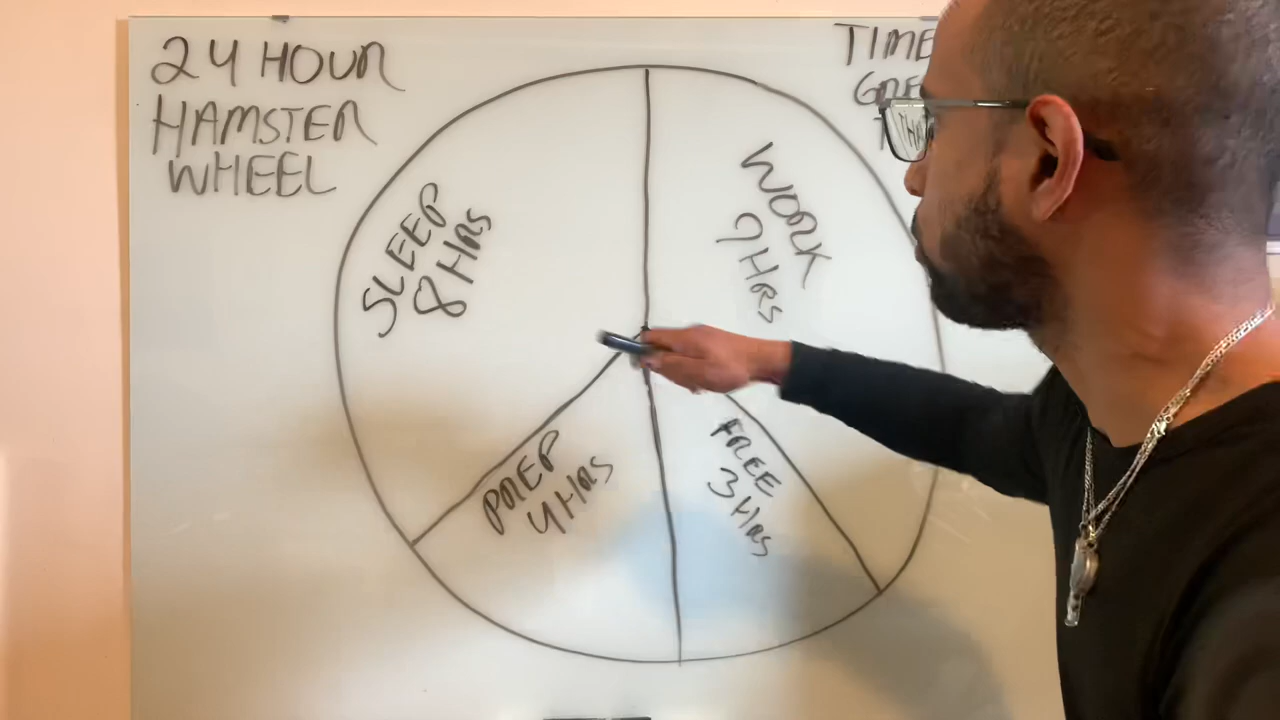 24 HOUR
HAMSTER
WHEEL
TIME
SLEEP
8 HRS
WORK
9 HRS
PREP
4 HRS
FREE
3 HRS